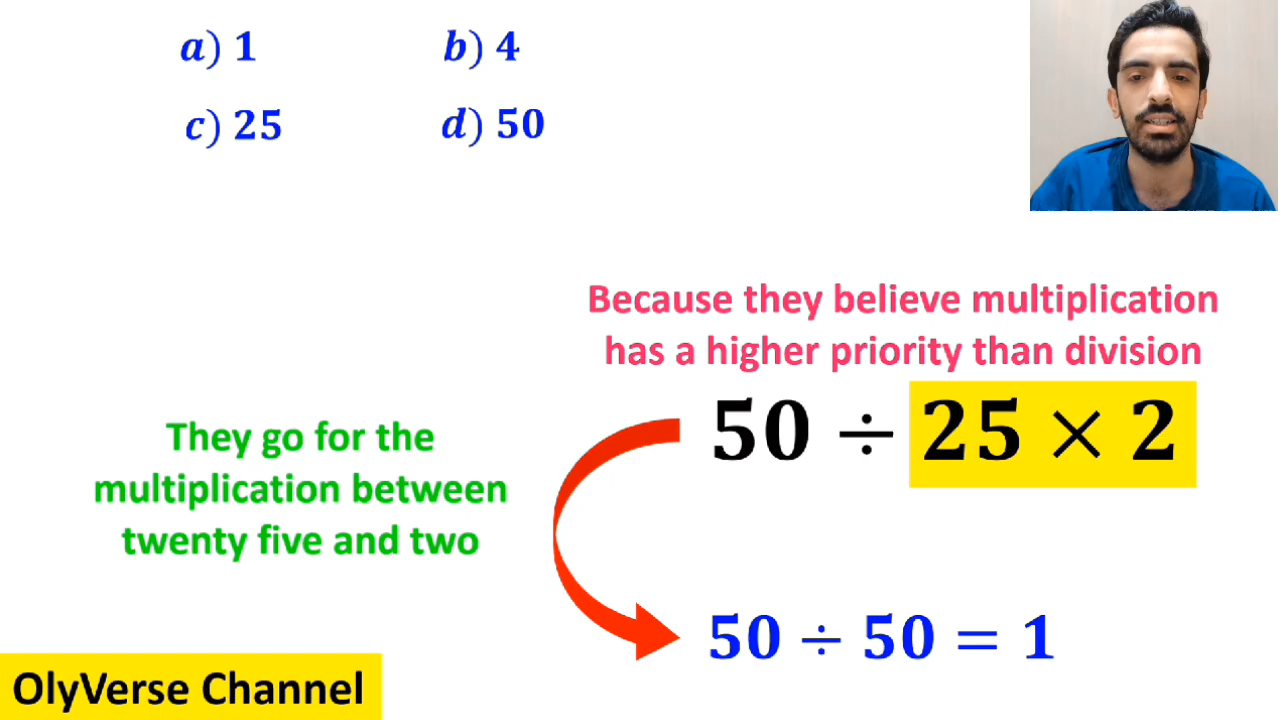 a) 1 b) 4
c) 25 d) 50
Because they believe multiplication
has a higher priority than division
50 ÷ 25 × 2
They go for the
multiplication between
twenty five and two
50 ÷ 50 = 1
OlyVerse Channel